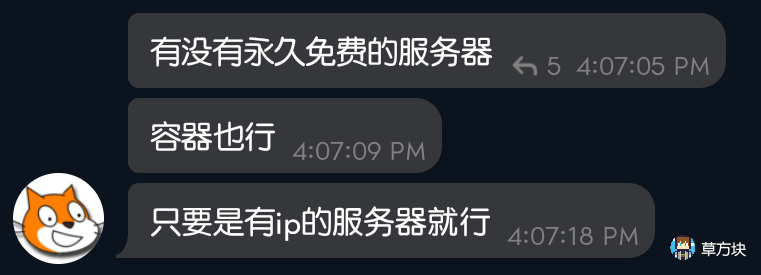 有没有永久免费的服务器
5 4:07:05 PM
容器也行
4:07:09 PM
只要是有ip的服务器就行
4:07:18 PM
草方块